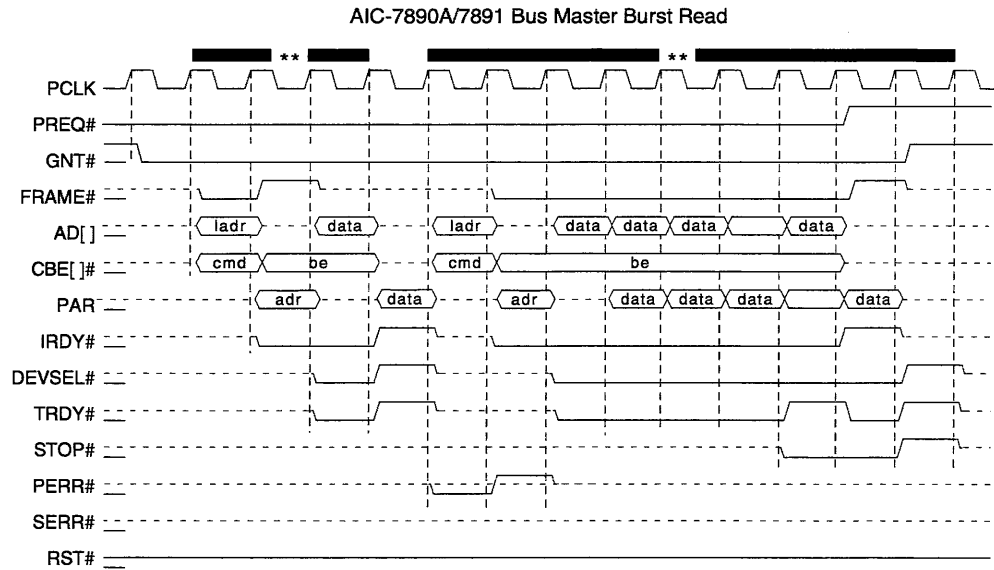 AIC-7890A/7891 Bus Master Burst Read
** **
PCLK
PREQ#
GNT#
FRAME#
AD[ ] ladr data ladr data data data data
CBE[ ]# cmd be cmd be
PAR adr data adr data data data data
IRDY#
DEVSEL#
TRDY#
STOP#
PERR#
SERR#
RST#